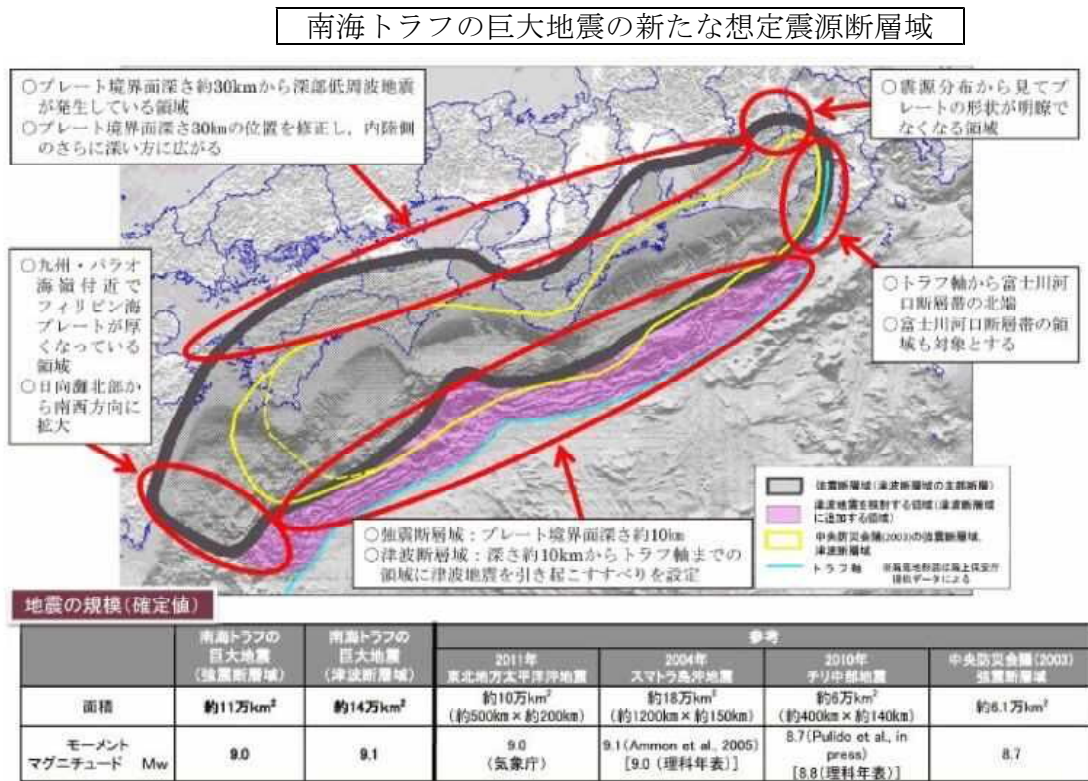 南海トラフの巨大地震の新たな想定震源断層域
○プレート境界面深さ約30kmから深部低周波地震
が発生している領域
○プレート境界面深さ30kmの位置を修正し、内陸側
のさらに深い方に広がる
○震源分布から見てプ
レートの形状が明瞭で
なくなる領域
○九州・パラオ
海嶺付近で
フィリピン海
プレートが厚
くなっている
領域
○日向灘北部か
ら南西方向に
拡大
○トラフ軸から富士川河
口断層帯の北端
○富士川河口断層帯の領
域も対象とする
○強震断層域：プレート境界面深さ約10km
○津波断層域：深さ約10kmからトラフ軸までの
領域に津波地震を引き起こすすべりを設定
強震断層域(津波断層域の主部断層)
津波地震を検討する領域(津波断層域
に追加する領域)
中央防災会議(2003)の強震断層域、
津波断層域
トラフ軸
※海底地形図は海上保安庁
提供データによる
地震の規模(確定値)
南海トラフの
巨大地震
(強震断層域)
南海トラフの
巨大地震
(津波断層域)
参考
2011年
東北地方太平洋沖地震
2004年
スマトラ島沖地震
2010年
チリ中部地震
中央防災会議(2003)
強震断層域
面積
約11万km²
約14万km²
約10万km²
(約500km×約200km)
約18万km²
(約1200km×約150km)
約6万km²
(約400km×約140km)
約6.1万km²
モーメント
マグニチュード Mw
9.0
9.1
9.0
(気象庁)
9.1(Ammon et al., 2005)
[9.0 (理科年表)]
8.7(Pulido et al., in
press)
[8.8(理科年表)]
8.7